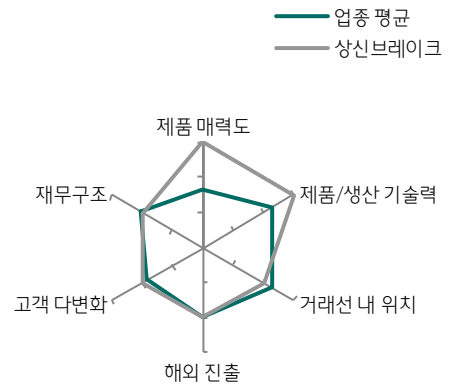 업종 평균
상신브레이크
제품 매력도
재무구조
제품/생산 기술력
고객 다변화
거래선 내 위치
해외 진출